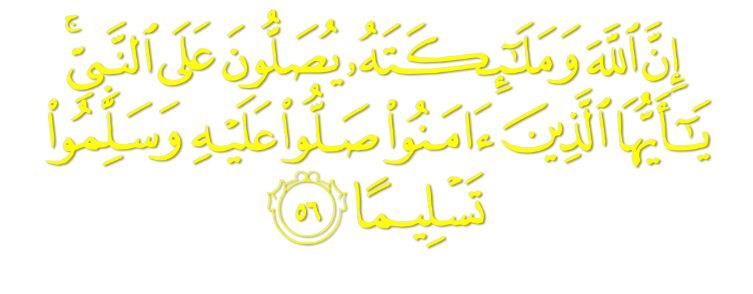 إِنَّ ٱللَّهَ وَمَلَـٰٓئِكَتَهُۥ يُصَلُّونَ عَلَى ٱلنَّبِىِّ ۚ
يَـٰٓأَيُّهَا ٱلَّذِينَ ءَامَنُوا۟ صَلُّوا۟ عَلَيْهِ وَسَلِّمُوا۟
تَسْلِيمًا ٥٦